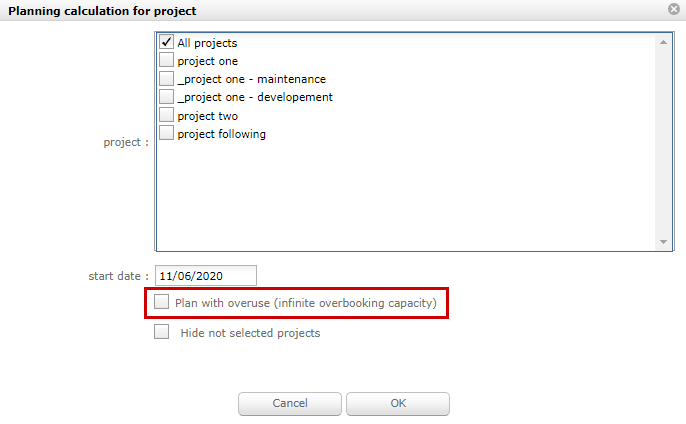 Planning calculation for project
All projects
project one
_project one - maintenance
_project one - developement
project two
project following
project :
start date : 11/06/2020
Plan with overuse (infinite overbooking capacity)
Hide not selected projects
Cancel OK